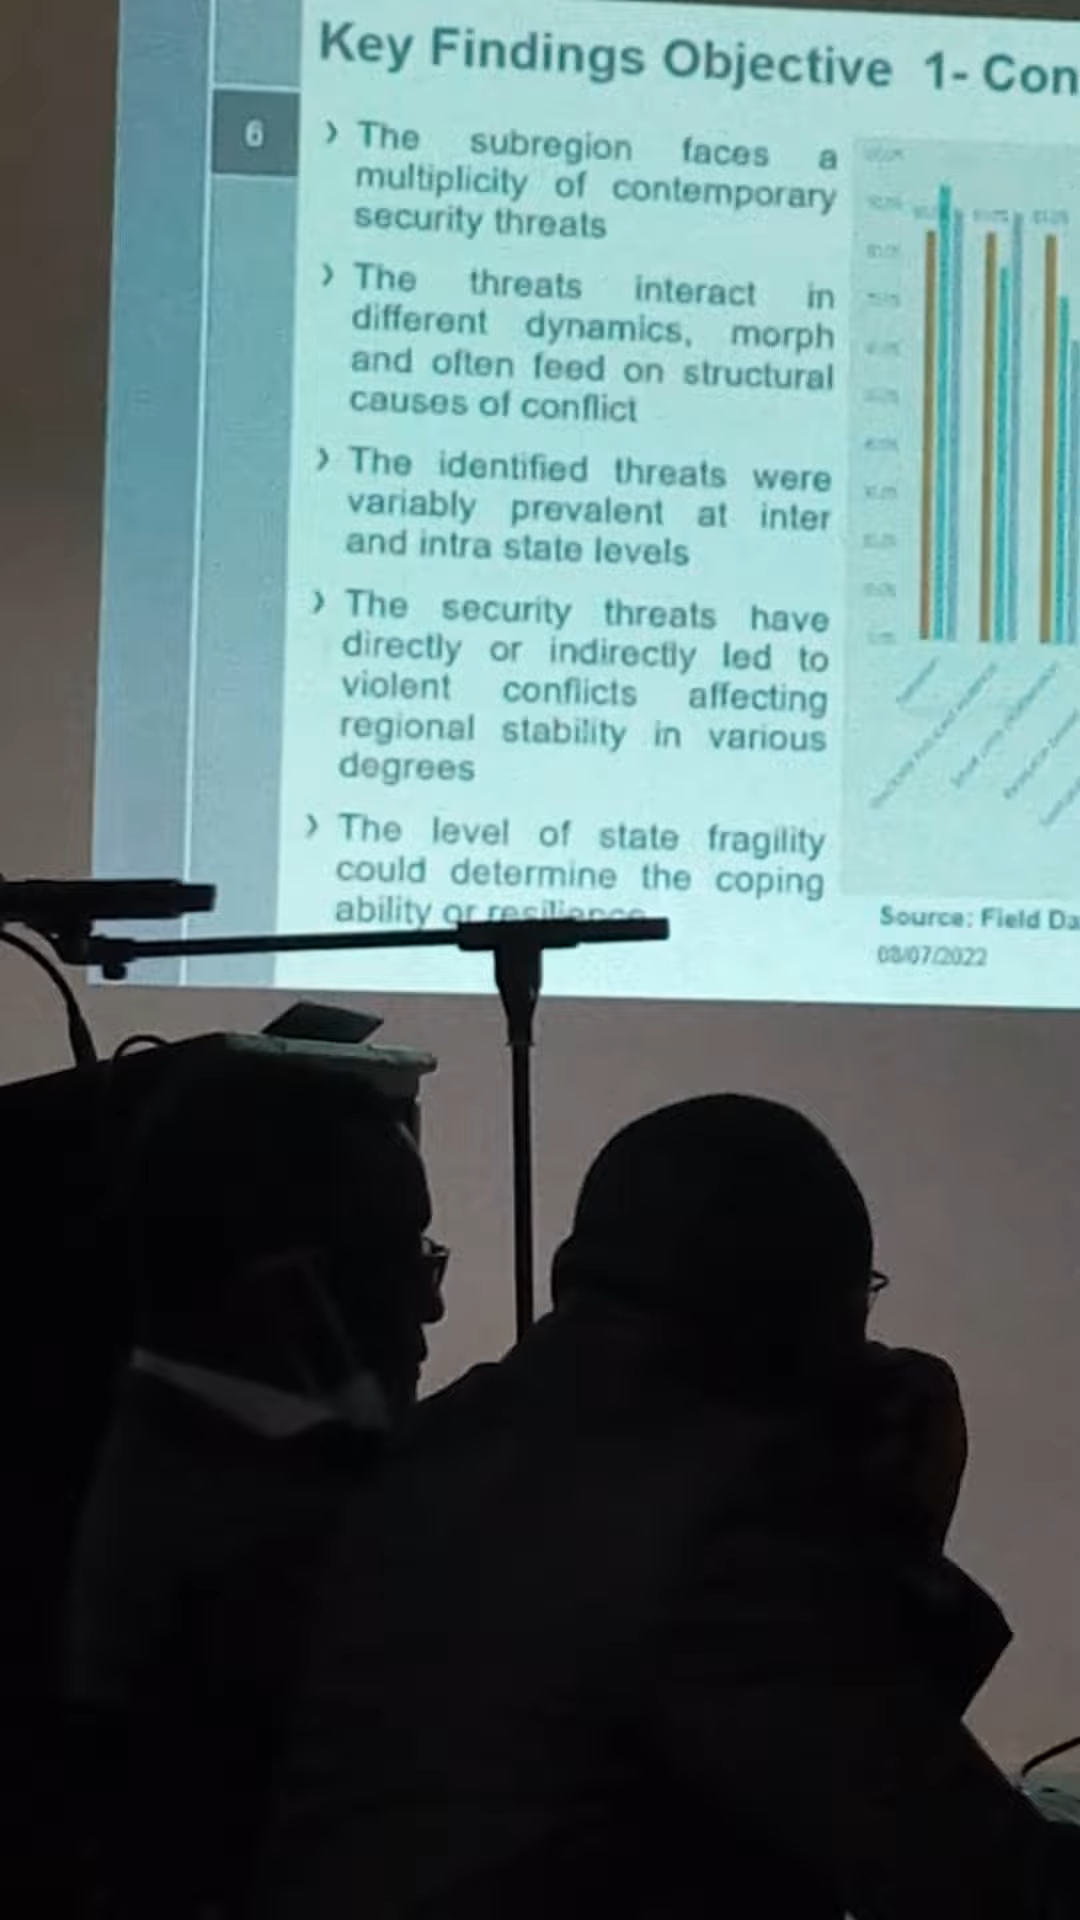 Key Findings Objective 1- Con
6
The subregion faces a
multiplicity of contemporary
security threats
The threats interact in
different dynamics, morph
and often feed on structural
causes of conflict
The identified threats were
variably prevalent at inter
and intra state levels
The security threats have
directly or indirectly led to
violent conflicts affecting
regional stability in various
degrees
The level of state fragility
could determine the coping
ability or resilience
Source: Field Da
08/07/2022